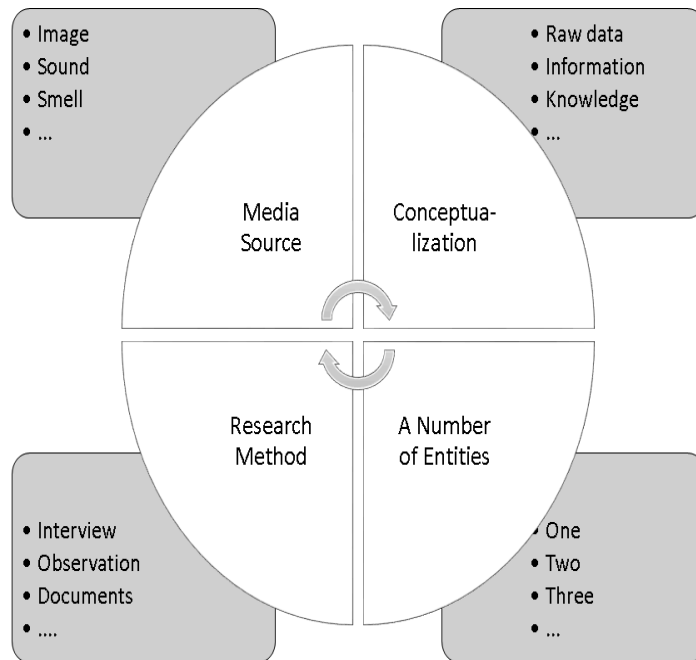 • Image
• Sound
• Smell
• ...
• Raw data
• Information
• Knowledge
• ...
Media
Source
Conceptua-
lization
Research
Method
A Number
of Entities
• Interview
• Observation
• Documents
• ....
• One
• Two
• Three
• ...